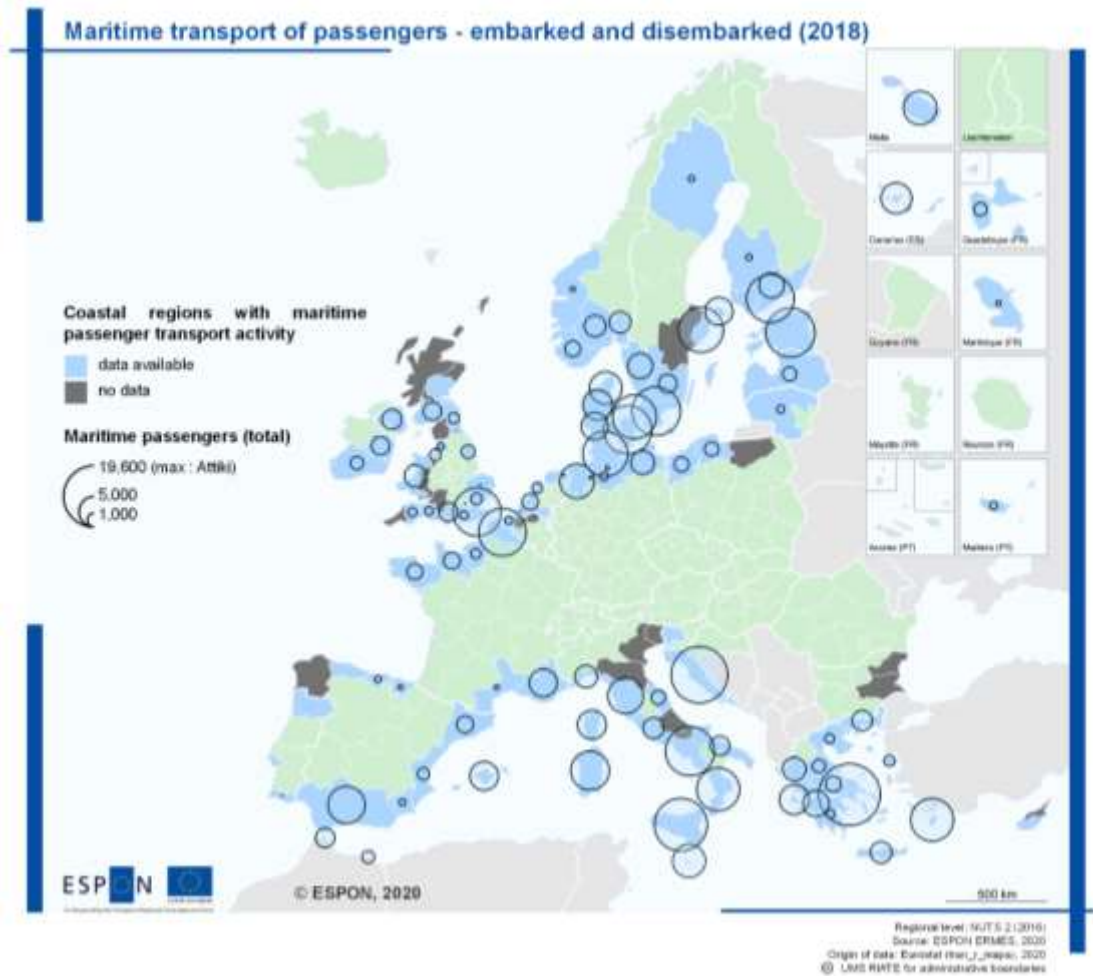 Maritime transport of passengers - embarked and disembarked (2018)
Malta
Liechtenstein
Canarias (ES)
Guadeloupe (FR)
Guyane (FR)
Martinique (FR)
Mayotte (FR)
Reunion (FR)
Azores (PT)
Madeira (PT)
Coastal regions with maritime
passenger transport activity
data available
no data
Maritime passengers (total)
19,600 (max : Attiki)
5,000
1,000
ESPON
© ESPON, 2020
500 km
Regional level: NUTS 2 (2016)
Source: ESPON ERMES, 2020
Origin of data: Eurostat 2020
© UMS RIATE for administrative boundaries